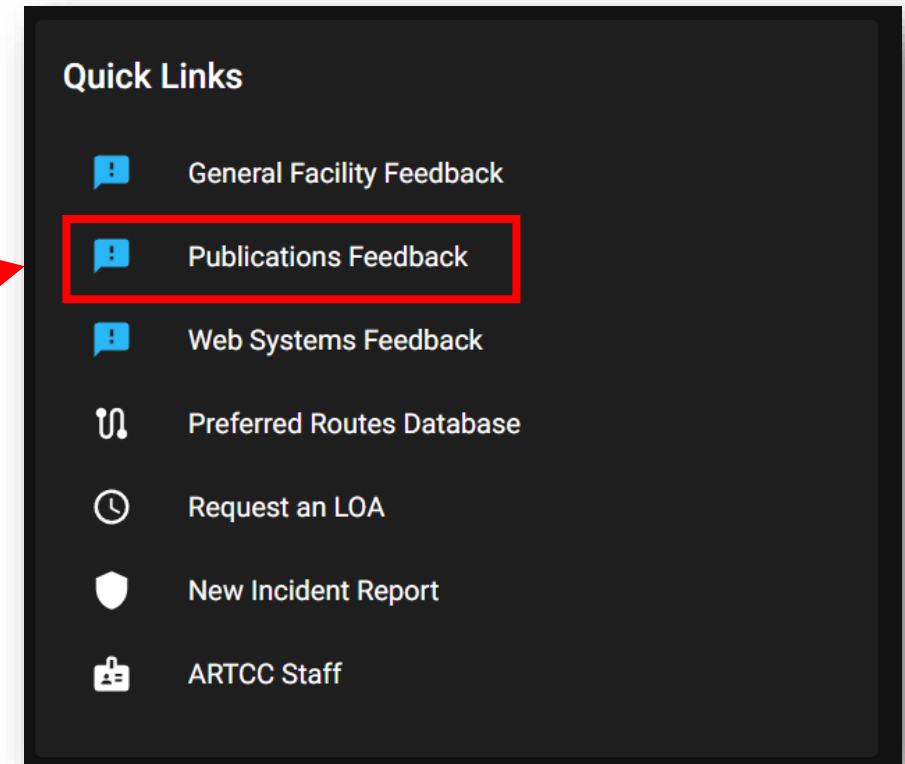 Quick Links
General Facility Feedback
Publications Feedback
Web Systems Feedback
Preferred Routes Database
Request an LOA
New Incident Report
ARTCC Staff